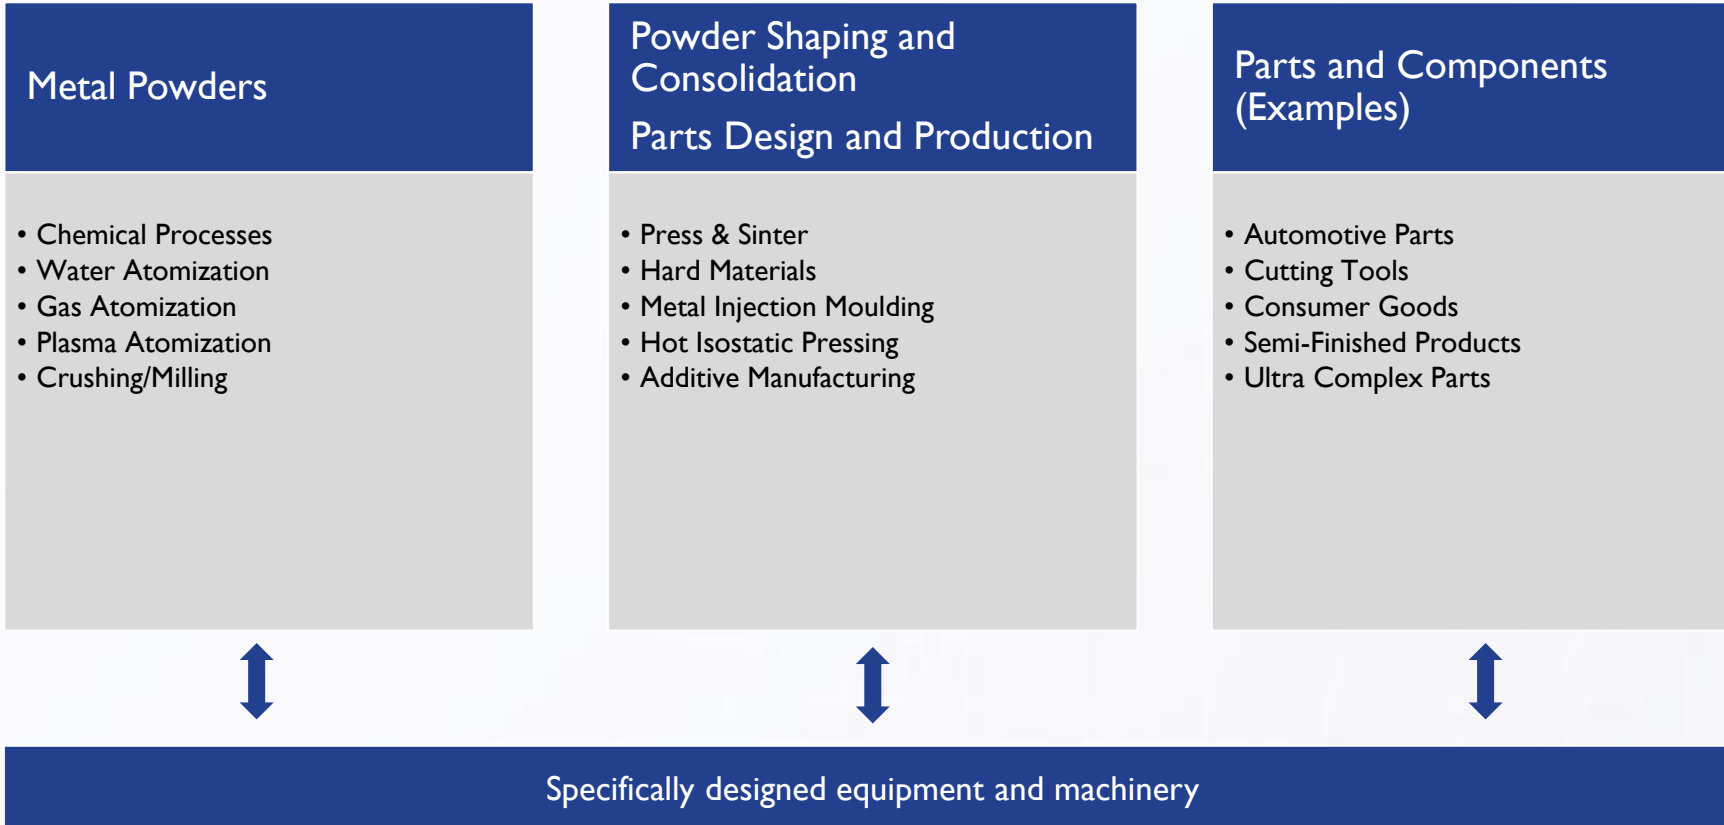 Metal Powders
• Chemical Processes
• Water Atomization
• Gas Atomization
• Plasma Atomization
• Crushing/Milling
Powder Shaping and
Consolidation
Parts Design and Production
• Press & Sinter
• Hard Materials
• Metal Injection Moulding
• Hot Isostatic Pressing
• Additive Manufacturing
Parts and Components
(Examples)
• Automotive Parts
• Cutting Tools
• Consumer Goods
• Semi-Finished Products
• Ultra Complex Parts
Specifically designed equipment and machinery